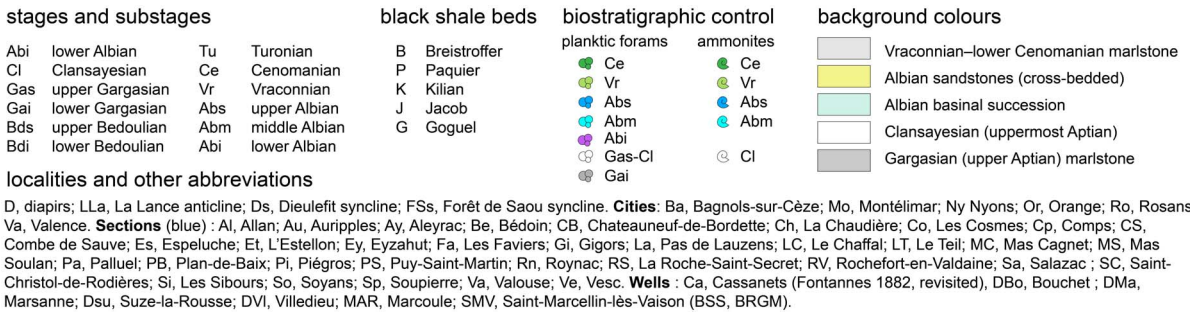 stages and substages
Abi lower Albian
Cl Clansayesian
Gas upper Gargasian
Gai lower Gargasian
Bds upper Bedoulian
Bdi lower Bedoulian
Tu Turonian
Ce Cenomanian
Vr Vraconnian
Abs upper Albian
Abm middle Albian
Abi lower Albian
black shale beds
B Breistroffer
P Paquier
K Kilian
J Jacob
G Goguel
biostratigraphic control
planktic forams
Ce
Vr
Abs
Abm
Abi
Gas-Cl
Gai
ammonites
Ce
Vr
Abs
Abm
Cl
background colours
Vraconnian–lower Cenomanian marlstone
Albian sandstones (cross-bedded)
Albian basinal succession
Clansayesian (uppermost Aptian)
Gargasian (upper Aptian) marlstone
localities and other abbreviations
D, diapirs; LLa, La Lance anticline; Ds, Dieulefit syncline; FSs, Forêt de Saou syncline. Cities: Ba, Bagnols-sur-Cèze; Mo, Montélimar; Ny Nyons; Or, Orange; Ro, Rosans
Va, Valence. Sections (blue) : Al, Allan; Au, Auripples; Ay, Aleyrac; Be, Bédoin; CB, Chateauneuf-de-Bordette; Ch, La Chaudière; Co, Les Cosmes; Cp, Comps; CS,
Combe de Sauve; Es, Espeluche; Et, L'Estellon; Ey, Eyzahut; Fa, Les Faviers; Gi, Gigors; La, Pas de Lauzens; LC, Le Chaffal; LT, Le Teil; MC, Mas Cagnet; MS, Mas
Soulan; Pa, Palluel; PB, Plan-de-Baix; Pi, Piégros; PS, Puy-Saint-Martin; Rn, Roynac; RS, La Roche-Saint-Secret; RV, Rochefort-en-Valdaine; Sa, Salazac ; SC, Saint-
Christol-de-Rodières; Si, Les Sibours; So, Soyans; Sp, Soupierre; Va, Valouse; Ve, Vesc. Wells : Ca, Cassanets (Fontannes 1882, revisited), DBo, Bouchet ; DMa,
Marsanne; Dsu, Suze-la-Rousse; DVI, Villedieu; MAR, Marcoule; SMV, Saint-Marcellin-lès-Vaison (BSS, BRGM).